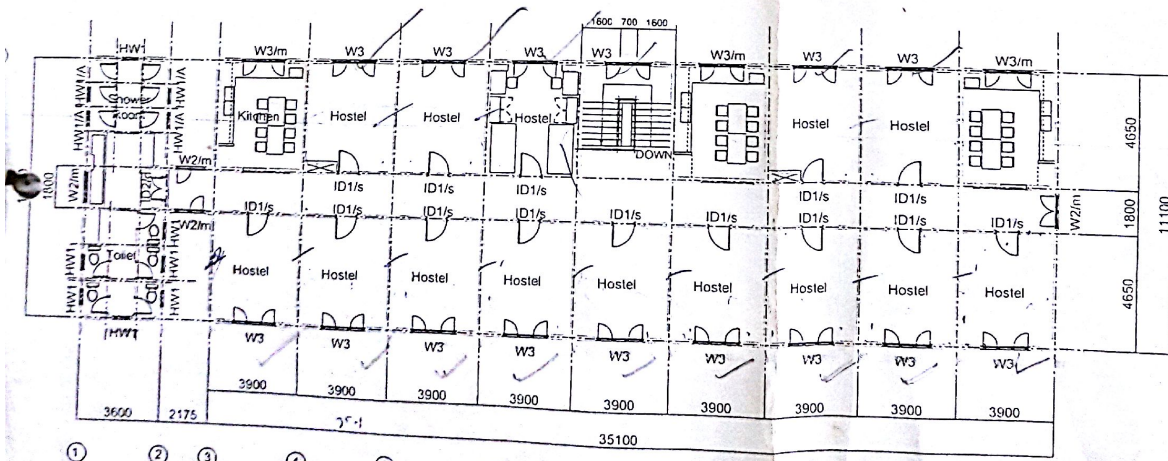 1600 700 1600
HW1 W3/m W3 W3 W3 W3 W3/m W3 W3 W3/m
HW1/V HW1/V
Shower
Room
HW1/V HW1/V
Kitchen Hostel Hostel Hostel Hostel Hostel
DOWN
4650
W2/m
1800
W2/m
ID1/s ID1/s ID1/s ID1/s ID1/s
ID1/s ID1/s ID1/s ID1/s ID1/s ID1/s ID1/s ID1/s ID1/s
W2/m
W2/m
1800
11100
Toilet
HW1 HW1
HW1 HW1
Hostel Hostel Hostel Hostel Hostel Hostel Hostel Hostel Hostel
4650
HW1
W3 W3 W3 W3 W3 W3 W3 W3 W3
3900 3900 3900 3900 3900 3900 3900 3900 3900
3600 2175
35100
1 2 3 4